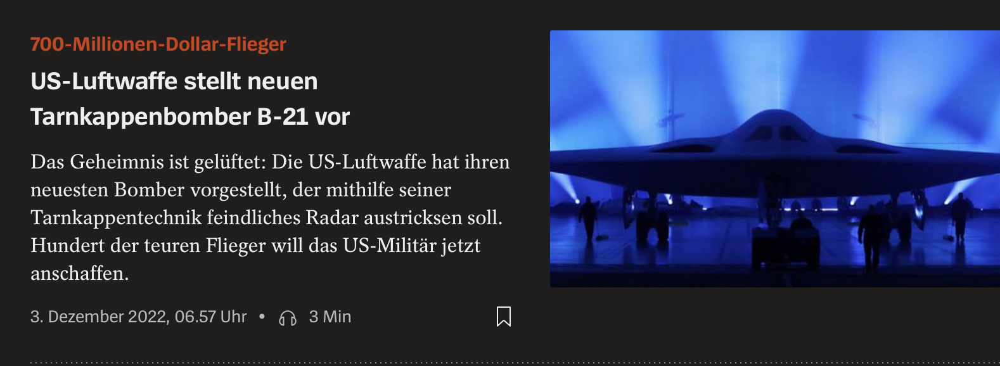 700-Millionen-Dollar-Flieger
US-Luftwaffe stellt neuen
Tarnkappenbomber B-21 vor
Das Geheimnis ist gelüftet: Die US-Luftwaffe hat ihren
neuesten Bomber vorgestellt, der mithilfe seiner
Tarnkappentechnik feindliches Radar austricksen soll.
Hundert der teuren Flieger will das US-Militär jetzt
anschaffen.
3. Dezember 2022, 06.57 Uhr • 3 Min